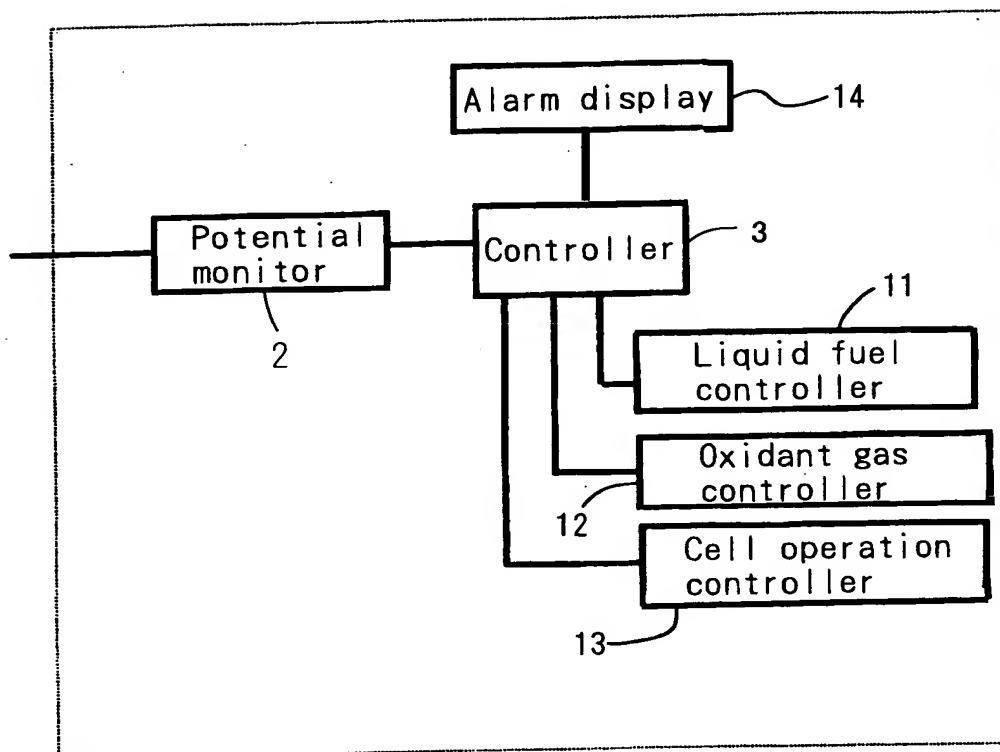 Alarm display
14
Potential
monitor
2
Controller
3
11
Liquid fuel
controller
Oxidant gas
controller
12
Cell operation
controller
13